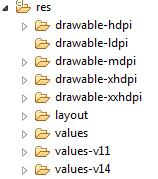 res
drawable-hdpi
drawable-ldpi
drawable-mdpi
drawable-xhdpi
drawable-xxhdpi
layout
values
values-v11
values-v14